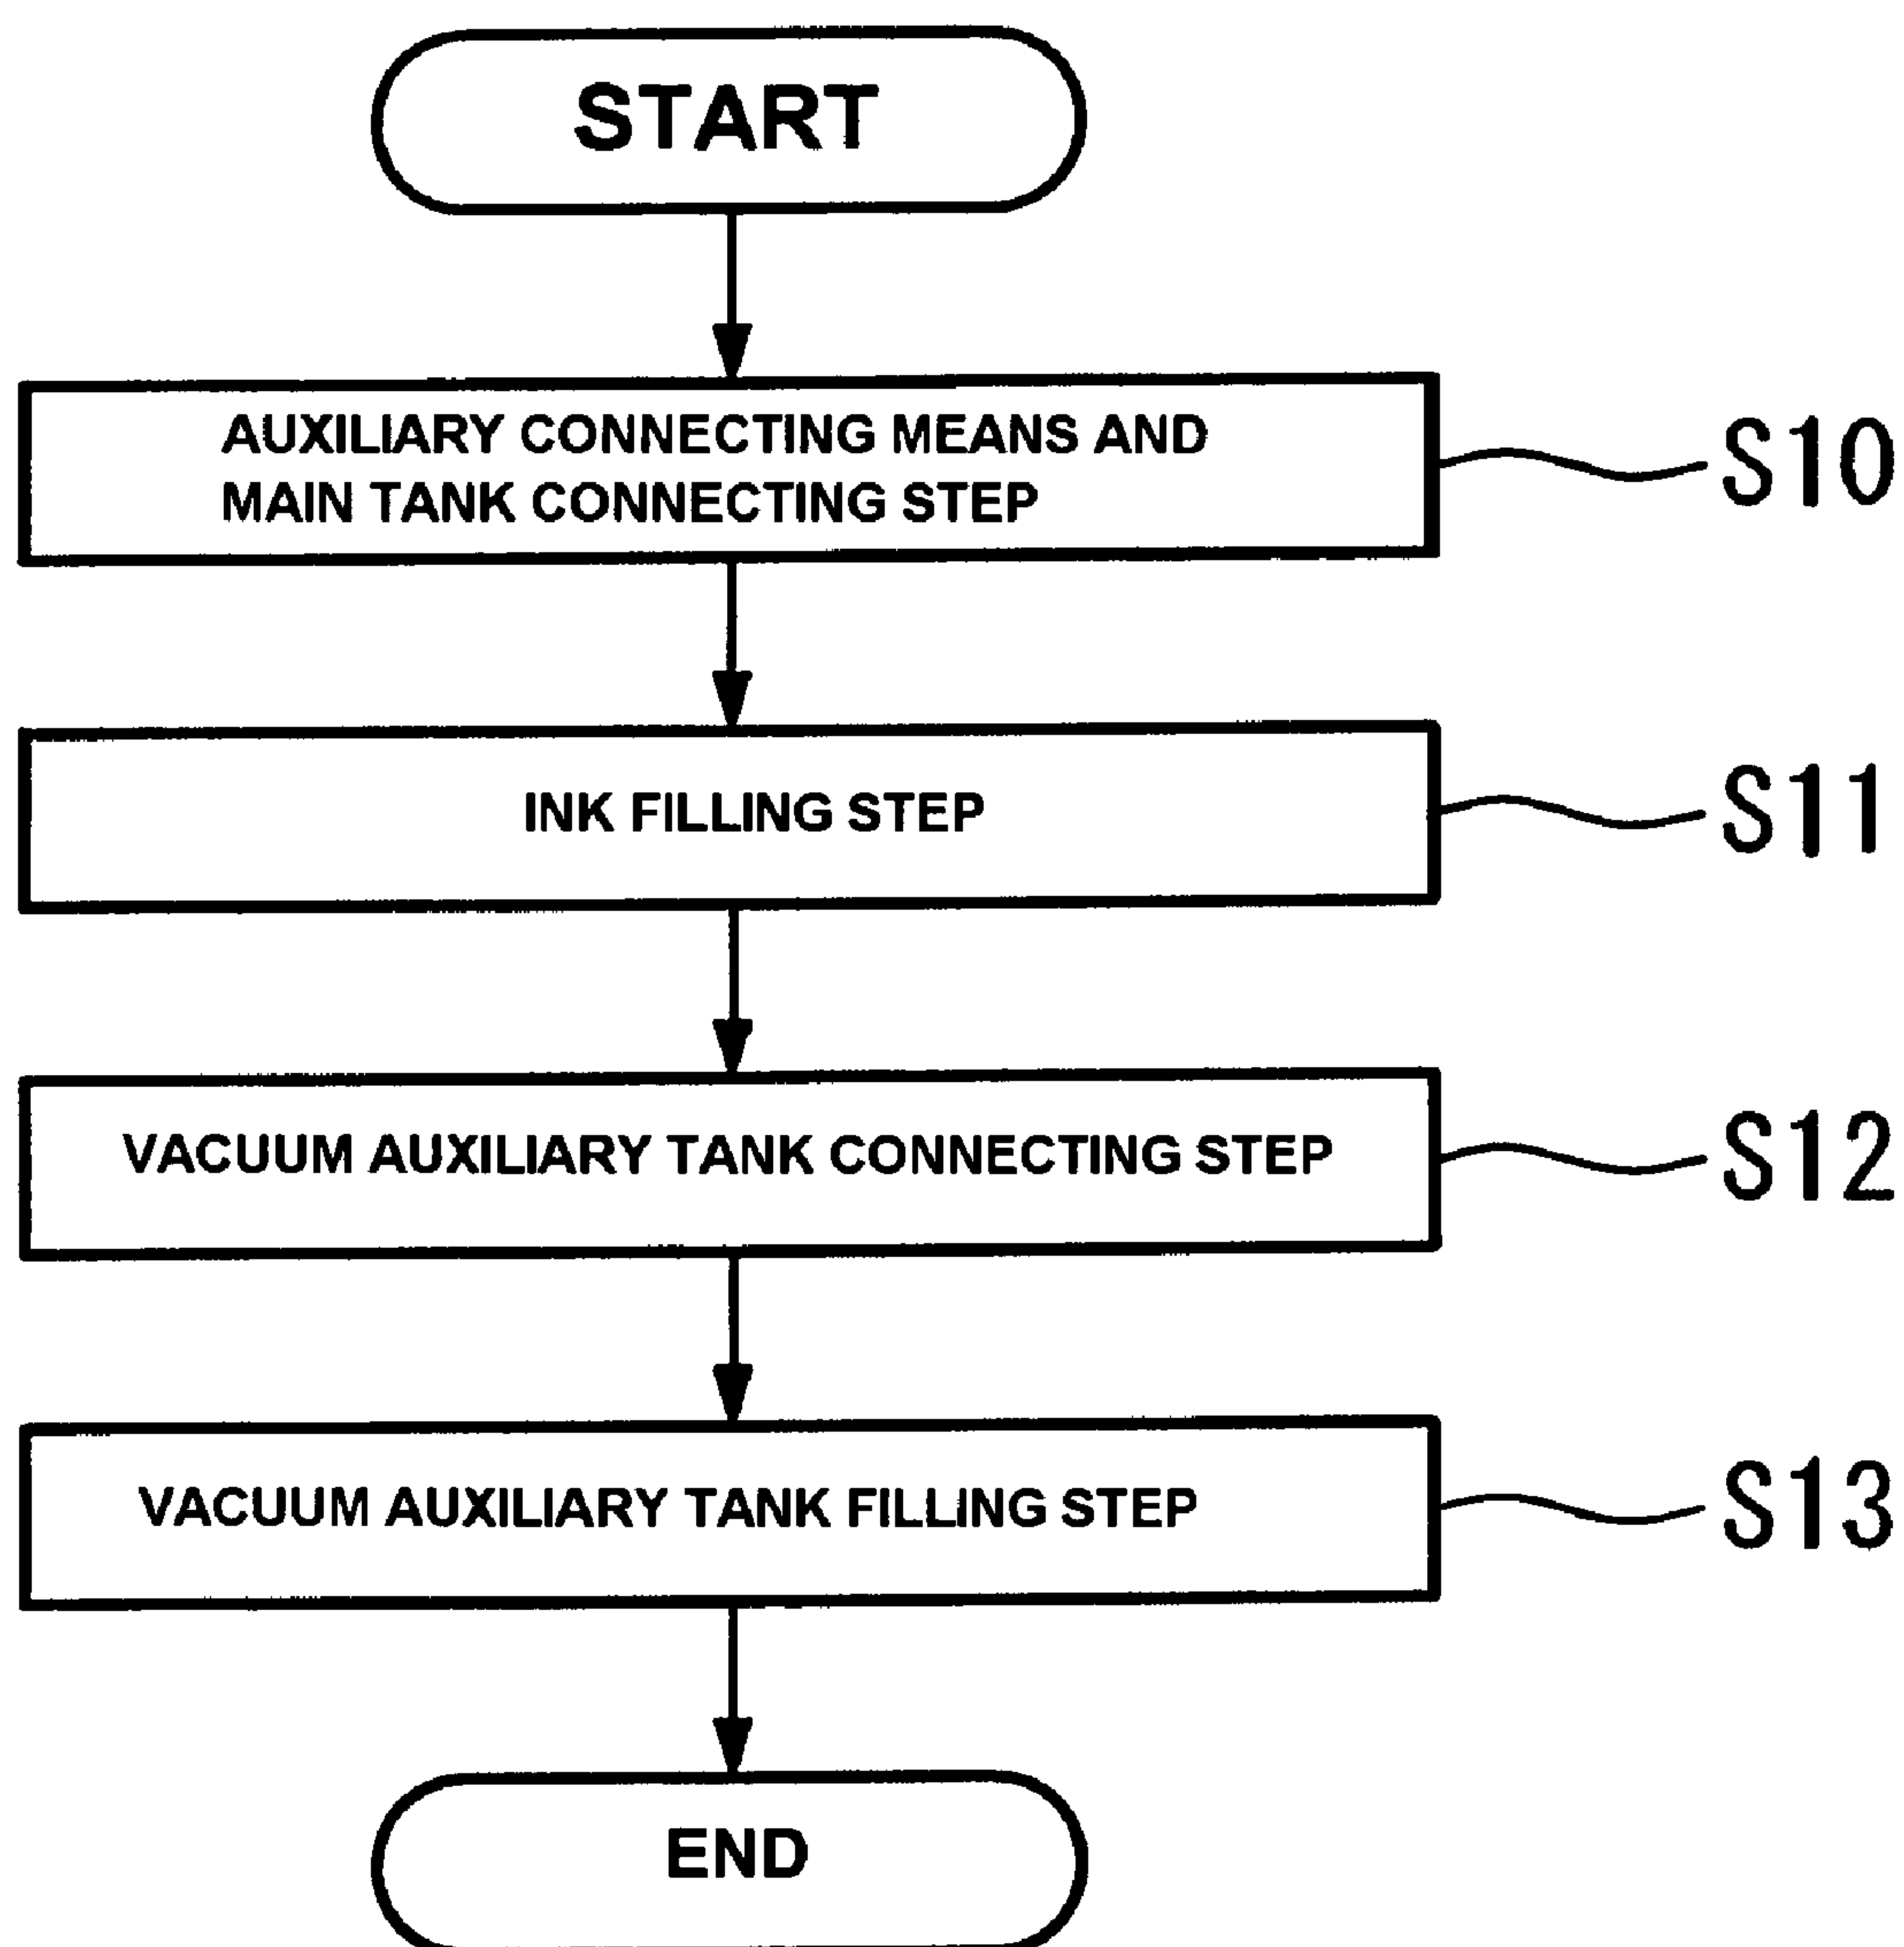 START
AUXILIARY CONNECTING MEANS AND
MAIN TANK CONNECTING STEP
S10
INK FILLING STEP
S11
VACUUM AUXILIARY TANK CONNECTING STEP
S12
VACUUM AUXILIARY TANK FILLING STEP
S13
END